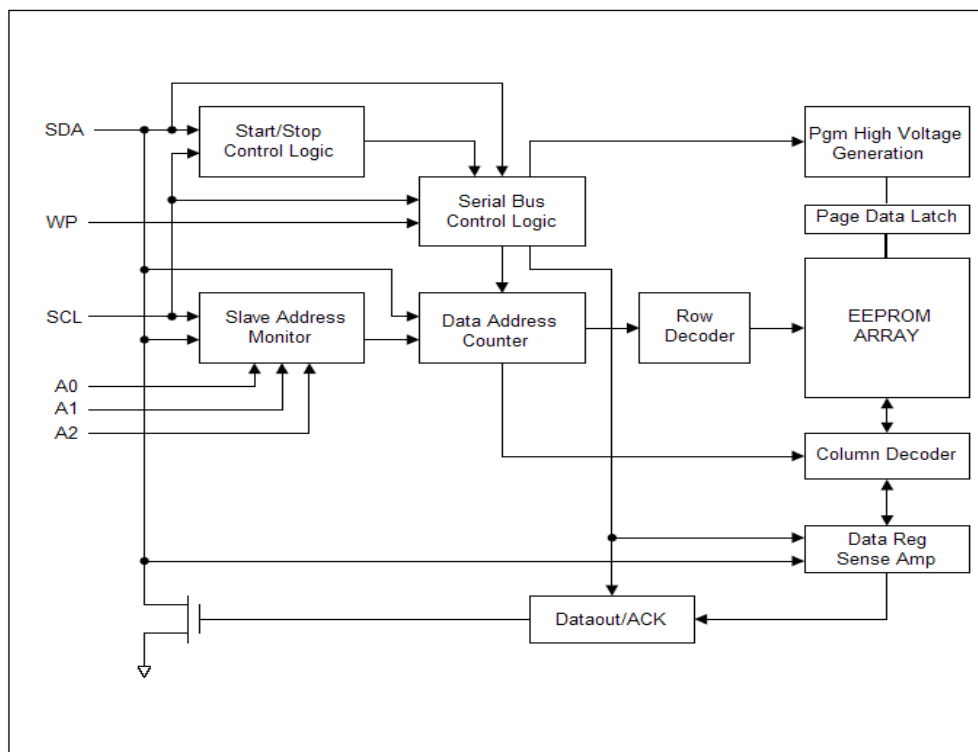 SDA
Start/Stop
Control Logic
Pgm High Voltage
Generation
WP
Serial Bus
Control Logic
Page Data Latch
SCL
Slave Address
Monitor
Data Address
Counter
Row
Decoder
EEPROM
ARRAY
A0
A1
A2
Column Decoder
Data Reg
Sense Amp
Dataout/ACK